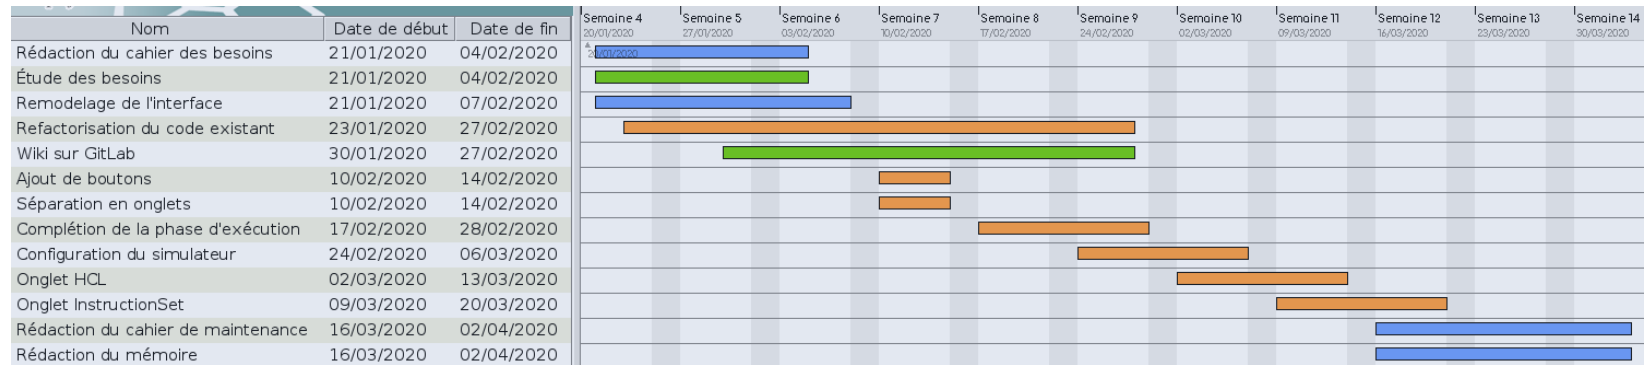 Semaine 4 Semaine 5 Semaine 6 Semaine 7 Semaine 8 Semaine 9 Semaine 10 Semaine 11 Semaine 12 Semaine 13 Semaine 14
Nom Date de début Date de fin 20/01/2020 27/01/2020 03/02/2020 10/02/2020 17/02/2020 24/02/2020 02/03/2020 09/03/2020 16/03/2020 23/03/2020 30/03/2020
Rédaction du cahier des besoins 21/01/2020 04/02/2020
Étude des besoins 21/01/2020 04/02/2020
Remodelage de l'interface 21/01/2020 07/02/2020
Refactorisation du code existant 23/01/2020 27/02/2020
Wiki sur GitLab 30/01/2020 27/02/2020
Ajout de boutons 10/02/2020 14/02/2020
Séparation en onglets 10/02/2020 14/02/2020
Complétion de la phase d'exécution 17/02/2020 28/02/2020
Configuration du simulateur 24/02/2020 06/03/2020
Onglet HCL 02/03/2020 13/03/2020
Onglet InstructionSet 09/03/2020 20/03/2020
Rédaction du cahier de maintenance 16/03/2020 02/04/2020
Rédaction du mémoire 16/03/2020 02/04/2020